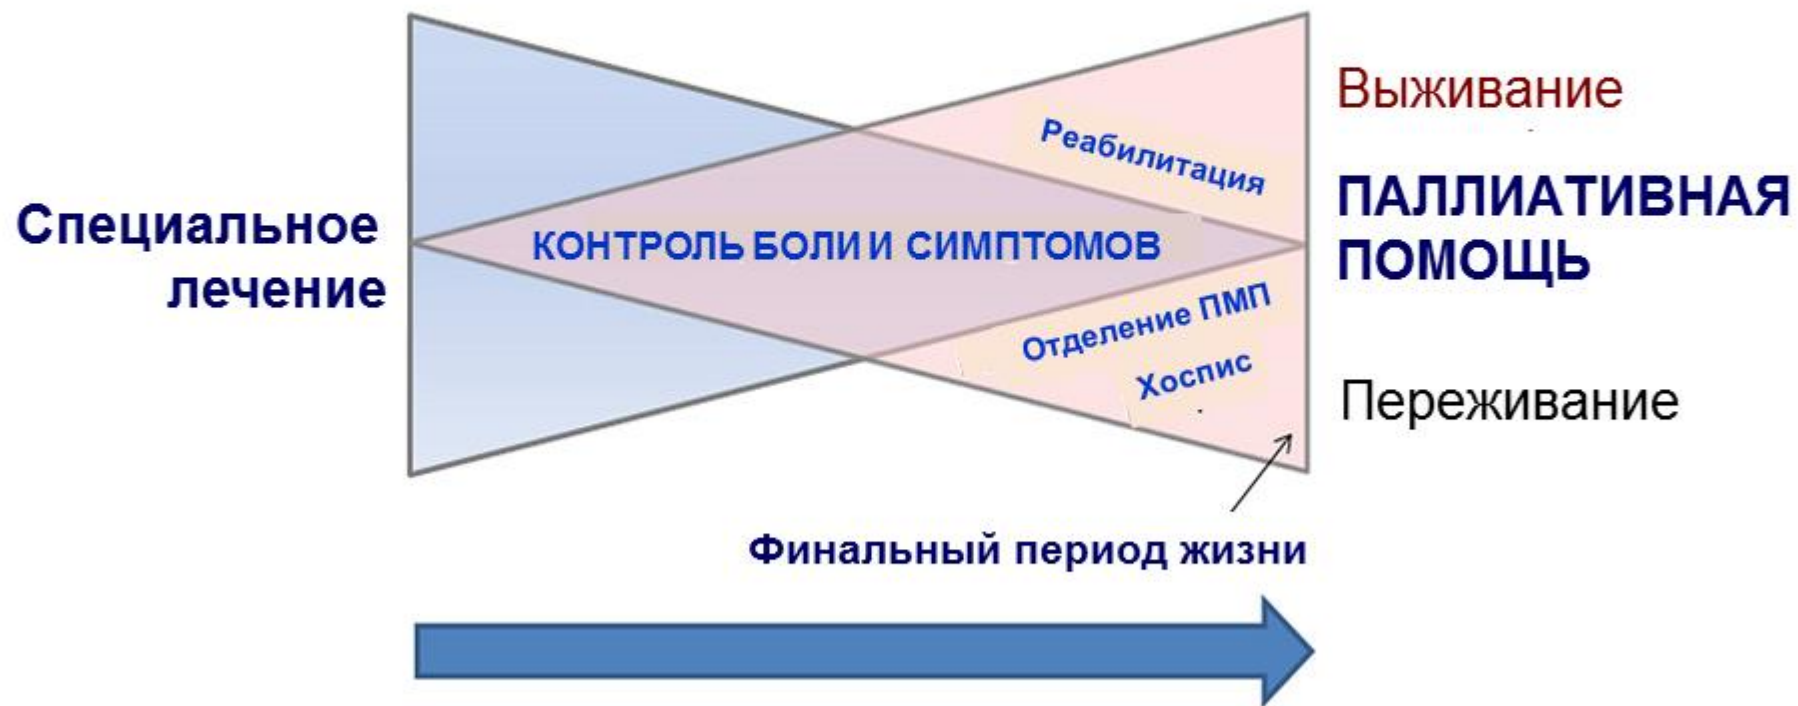 Специальное
лечение
КОНТРОЛЬ БОЛИ И СИМПТОМОВ
Реабилитация
Отделение ПМП
Хоспис
Выживание
ПАЛЛИАТИВНАЯ
ПОМОЩЬ
Переживание
Финальный период жизни